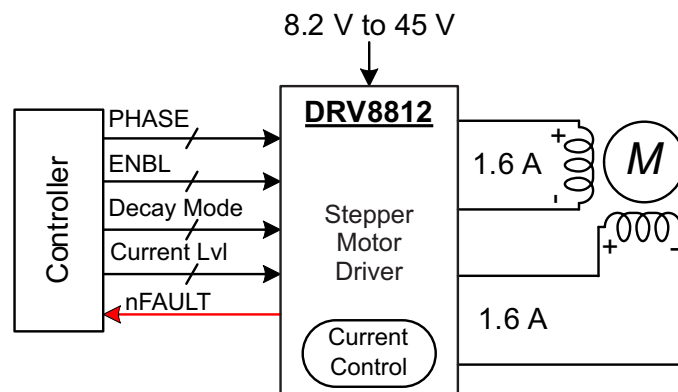 8.2 V to 45 V
DRV8812
Controller
PHASE
ENBL
Decay Mode
Current Lvl
nFAULT
Stepper
Motor
Driver
Current
Control
+
1.6 A
-
M
+
-
1.6 A